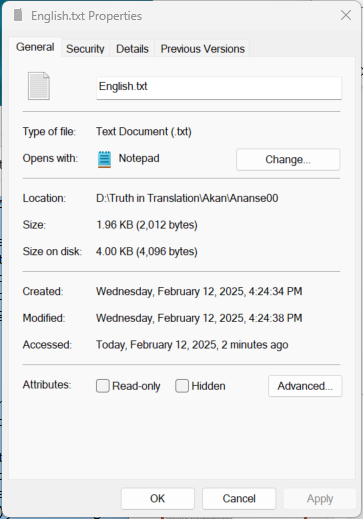 English.txt Properties
General Security Details Previous Versions
English.txt
Type of file: Text Document (.txt)
Opens with: Notepad Change...
Location: D:\Truth in Translation\Akan\Ananse00
Size: 1.96 KB (2,012 bytes)
Size on disk: 4.00 KB (4,096 bytes)
Created: Wednesday, February 12, 2025, 4:24:34 PM
Modified: Wednesday, February 12, 2025, 4:24:38 PM
Accessed: Today, February 12, 2025, 2 minutes ago
Attributes: Read-only Hidden Advanced...
OK Cancel Apply